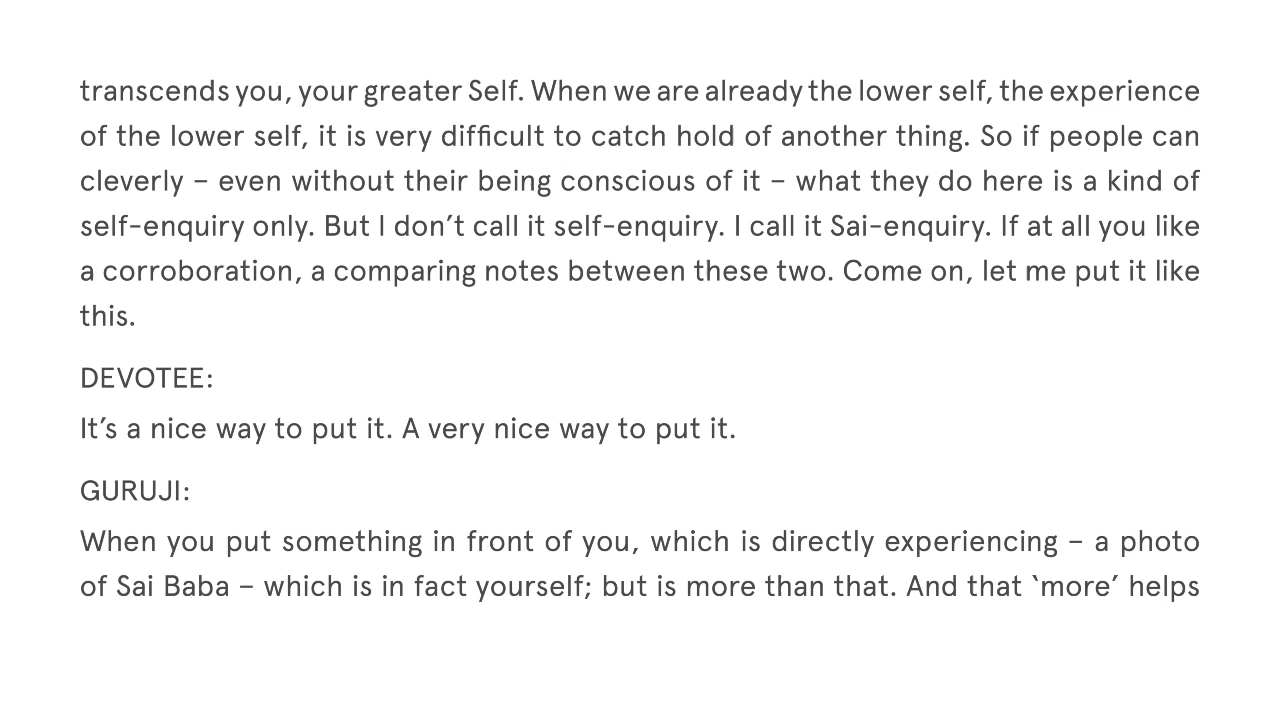 transcends you, your greater Self. When we are already the lower self, the experience
of the lower self, it is very difficult to catch hold of another thing. So if people can
cleverly – even without their being conscious of it – what they do here is a kind of
self-enquiry only. But I don’t call it self-enquiry. I call it Sai-enquiry. If at all you like
a corroboration, a comparing notes between these two. Come on, let me put it like
this.
DEVOTEE:
It’s a nice way to put it. A very nice way to put it.
GURUJI:
When you put something in front of you, which is directly experiencing – a photo
of Sai Baba – which is in fact yourself; but is more than that. And that ‘more’ helps